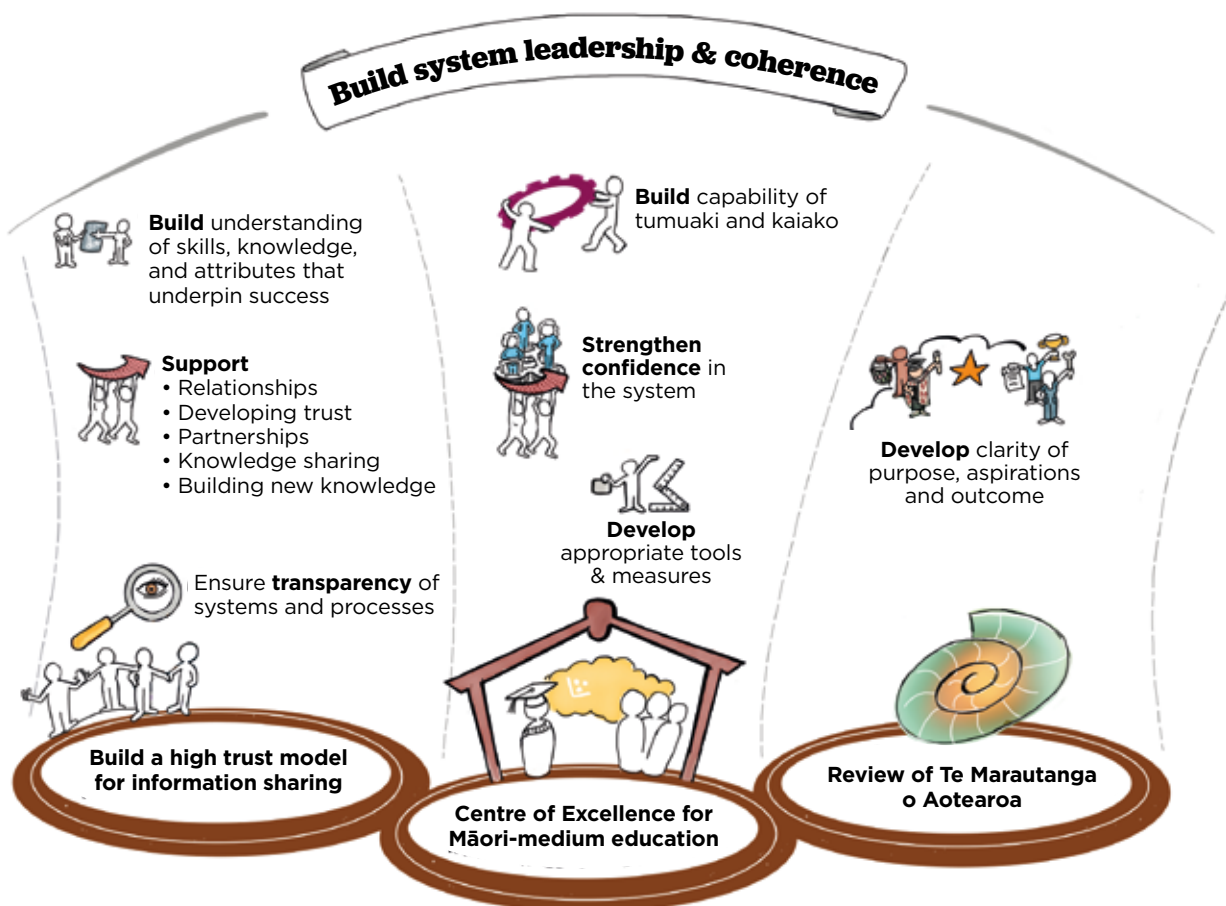 Build system leadership & coherence
Build understanding
of skills, knowledge,
and attributes that
underpin success
Support
• Relationships
• Developing trust
• Partnerships
• Knowledge sharing
• Building new knowledge
Ensure transparency of
systems and processes
Build a high trust model
for information sharing
Build capability of
tumuaki and kaiako
Strengthen
confidence in
the system
Develop
appropriate tools
& measures
Centre of Excellence for
Māori-medium education
Develop clarity of
purpose, aspirations
and outcome
Review of Te Marautanga
o Aotearoa